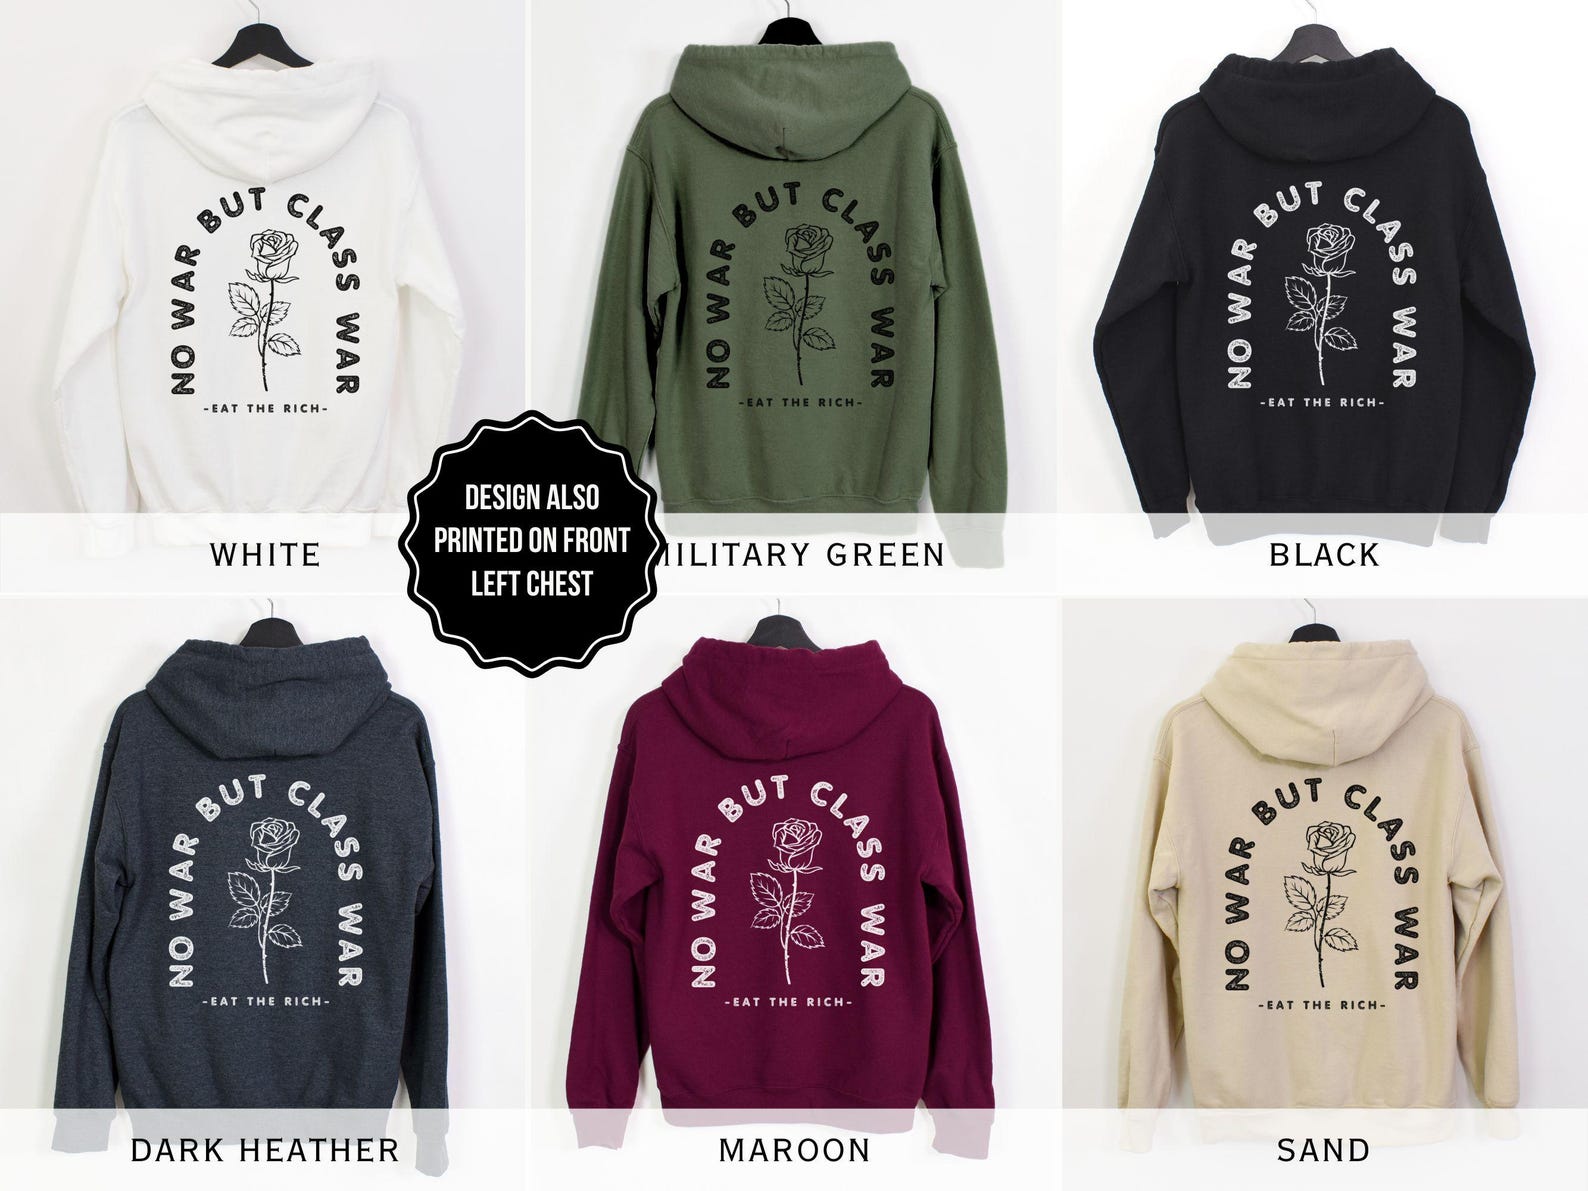 NO WAR BUT CLASS WAR
-EAT THE RICH-
WHITE
NO WAR BUT CLASS WAR
-EAT THE RICH-
MILITARY GREEN
NO WAR BUT CLASS WAR
-EAT THE RICH-
BLACK
DESIGN ALSO
PRINTED ON FRONT
LEFT CHEST
NO WAR BUT CLASS WAR
-EAT THE RICH-
DARK HEATHER
NO WAR BUT CLASS WAR
-EAT THE RICH-
MAROON
NO WAR BUT CLASS WAR
-EAT THE RICH-
SAND